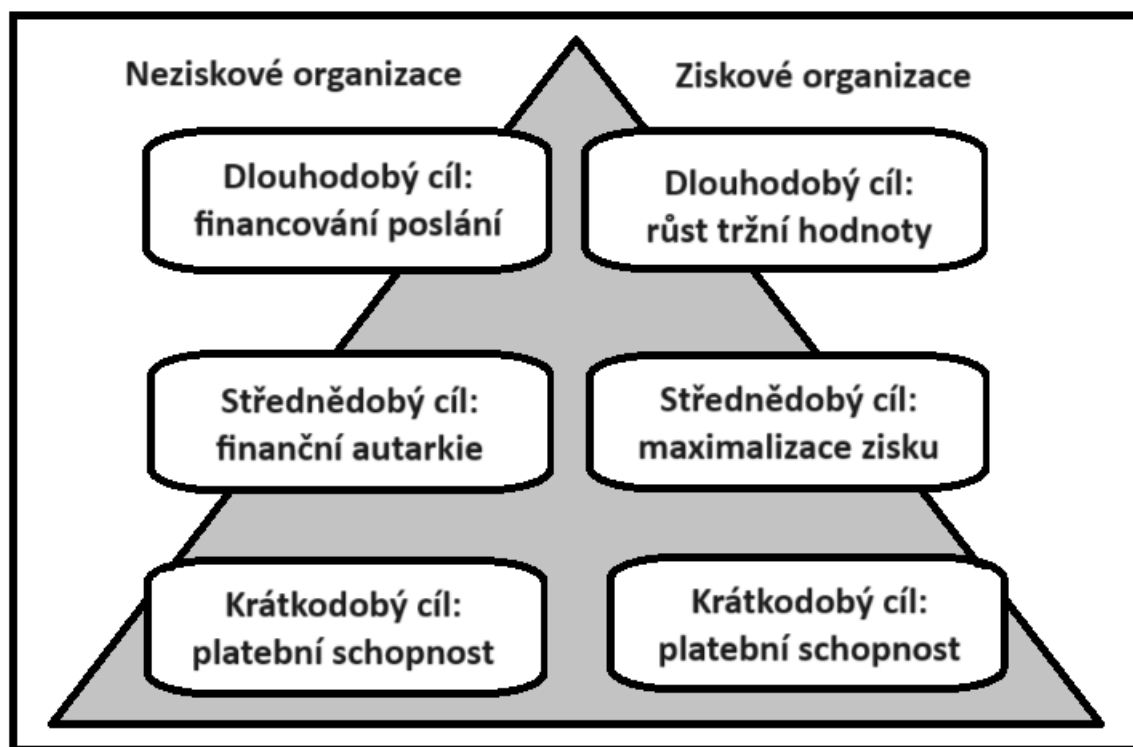 Neziskové organizace
Ziskové organizace
Dlouhodobý cíl:
financování poslání
Dlouhodobý cíl:
růst tržní hodnoty
Střednědobý cíl:
finanční autarkie
Střednědobý cíl:
maximalizace zisku
Krátkodobý cíl:
platební schopnost
Krátkodobý cíl:
platební schopnost